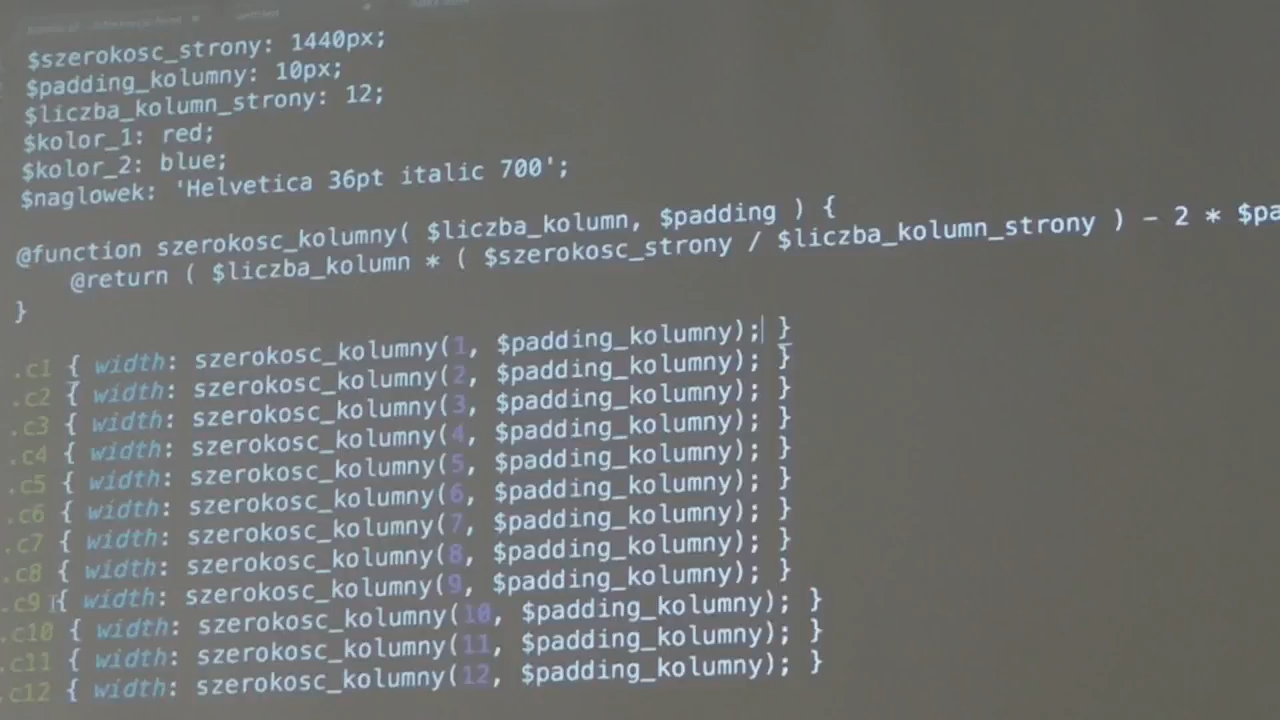 $szerokosc_strony: 1440px;
$padding_kolumny: 10px;
$liczba_kolumn_strony: 12;
$kolor_1: red;
$kolor_2: blue;
$naglowek: 'Helvetica 36pt italic 700';
@function szerokosc_kolumny( $liczba_kolumn, $padding ) {
@return ( $liczba_kolumn * ( $szerokosc_strony / $liczba_kolumn_strony ) - 2 * $pa
}
.c1 { width: szerokosc_kolumny(1, $padding_kolumny); }
.c2 { width: szerokosc_kolumny(2, $padding_kolumny); }
.c3 { width: szerokosc_kolumny(3, $padding_kolumny); }
.c4 { width: szerokosc_kolumny(4, $padding_kolumny); }
.c5 { width: szerokosc_kolumny(5, $padding_kolumny); }
.c6 { width: szerokosc_kolumny(6, $padding_kolumny); }
.c7 { width: szerokosc_kolumny(7, $padding_kolumny); }
.c8 { width: szerokosc_kolumny(8, $padding_kolumny); }
.c9 { width: szerokosc_kolumny(9, $padding_kolumny); }
.c10 { width: szerokosc_kolumny(10, $padding_kolumny); }
.c11 { width: szerokosc_kolumny(11, $padding_kolumny); }
.c12 { width: szerokosc_kolumny(12, $padding_kolumny); }